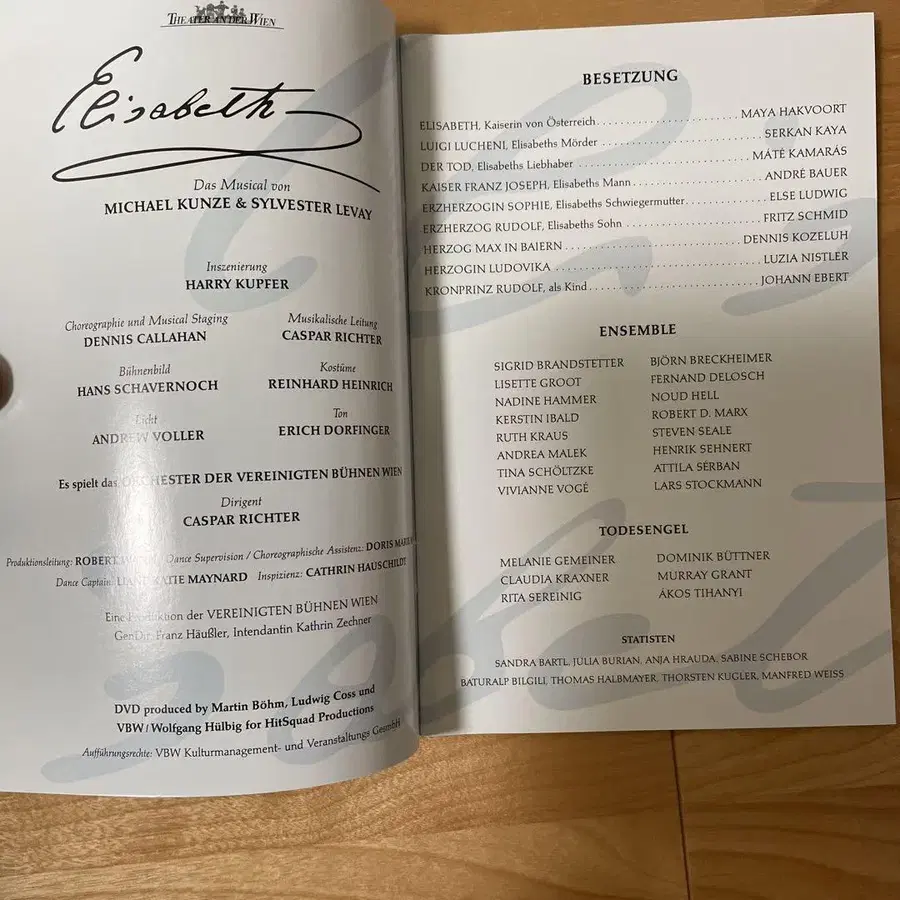 THEATER AN DER WIEN
Elisabeth
Das Musical von
MICHAEL KUNZE & SYLVESTER LEVAY
Inszenierung
HARRY KUPFER
Choreographie und Musical Staging
DENNIS CALLAHAN
Musikalische Leitung
CASPAR RICHTER
Bühnenbild
HANS SCHAVERNOCH
Kostüme
REINHARD HEINRICH
Licht
ANDREW VOLLER
Ton
ERICH DORFINGER
Es spielt das ORCHESTER DER VEREINIGTEN BÜHNEN WIEN
Dirigent
CASPAR RICHTER
Produktionsleitung: ROBERT Dance Supervision / Choreographische Assistenz: DORIS
Dance Captain: KATIE MAYNARD Inspizienz: CATHRIN HAUSCHILDT
Eine Produktion der VEREINIGTEN BÜHNEN WIEN
GenDir. Franz Häußler, Intendantin Kathrin Zechner
DVD produced by Martin Böhm, Ludwig Coss und
VBW / Wolfgang Hülbig for HitSquad Productions
Aufführungsrechte: VBW Kulturmanagement- und Veranstaltungs GesmbH
BESETZUNG
ELISABETH, Kaiserin von Österreich . . . . . . . . . . . . . . . . . . . . . MAYA HAKVOORT
LUIGI LUCHENI, Elisabeths Mörder . . . . . . . . . . . . . . . . . . . . . . . . SERKAN KAYA
DER TOD, Elisabeths Liebhaber . . . . . . . . . . . . . . . . . . . . . . . . . . MÁTÉ KAMARÁS
KAISER FRANZ JOSEPH, Elisabeths Mann . . . . . . . . . . . . . . . . . . . ANDRÉ BAUER
ERZHERZOGIN SOPHIE, Elisabeths Schwiegermutter . . . . . . . . . . . . ELSE LUDWIG
ERZHERZOG RUDOLF, Elisabeths Sohn . . . . . . . . . . . . . . . . . . . . FRITZ SCHMID
HERZOG MAX IN BAIERN . . . . . . . . . . . . . . . . . . . . . . . . . . DENNIS KOZELUH
HERZOGIN LUDOVIKA . . . . . . . . . . . . . . . . . . . . . . . . . . . . . . LUZIA NISTLER
KRONPRINZ RUDOLF, als Kind . . . . . . . . . . . . . . . . . . . . . . . . . JOHANN EBERT
ENSEMBLE
SIGRID BRANDSTETTER BJÖRN BRECKHEIMER
LISETTE GROOT FERNAND DELOSCH
NADINE HAMMER NOUD HELL
KERSTIN IBALD ROBERT D. MARX
RUTH KRAUS STEVEN SEALE
ANDREA MALEK HENRIK SEHNERT
TINA SCHÖLTZKE ATTILA SÉRBAN
VIVIANNE VOGÉ LARS STOCKMANN
TODESENGEL
MELANIE GEMEINER DOMINIK BÜTTNER
CLAUDIA KRAXNER MURRAY GRANT
RITA SEREINIG ÁKOS TIHANYI
STATISTEN
SANDRA BARTL, JULIA BURIAN, ANJA HRAUDA, SABINE SCHEBOR
BATURALP BILGILI, THOMAS HALBMAYER, THORSTEN KUGLER, MANFRED WEISS